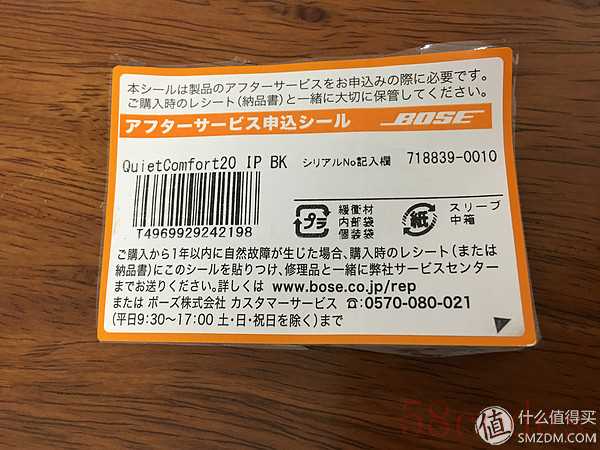 本シールは製品のアフターサービスをお申込みの際に必要です。
ご購入時のレシート(納品書)と一緒に大切に保管してください。
アフターサービス申込シール BOSE
QuietComfort20 IP BK シリアルNo記入欄 718839-0010
T4969929242198
プラ 緩衝材 内部袋 個装袋
紙 スリーブ 中箱
ご購入から1年以内に自然故障が生じた場合、購入時のレシート(または
納品書)にこのシールを貼りつけ、修理品と一緒に弊社サービスセンター
までお送りください。詳しくは www.bose.co.jp/rep
または ボーズ株式会社 カスタマーサービス ☎:0570-080-021
(平日9:30~17:00 土・日・祝日を除く)まで
值 什么值得买
SMZDM.COM